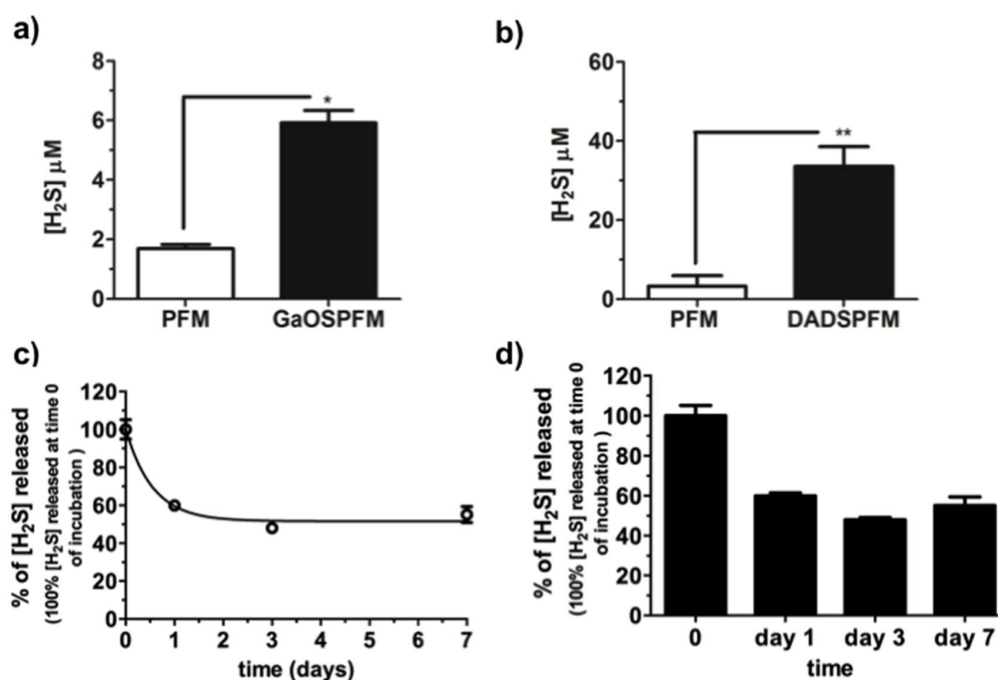 a)
8
6
4
2
0
[H₂S] μM
*
PFM
GaOSPFM
b)
60
40
20
0
[H₂S] μM
**
PFM
DADSPFM
c)
120
100
80
60
40
20
0
% of [H₂S] released
(100% [H₂S] released at time 0
of incubation )
0 1 2 3 4 5 6 7
time (days)
d)
120
100
80
60
40
20
0
% of [H₂S] released
(100% [H₂S] released at time 0
of incubation )
0 day 1 day 3 day 7
time